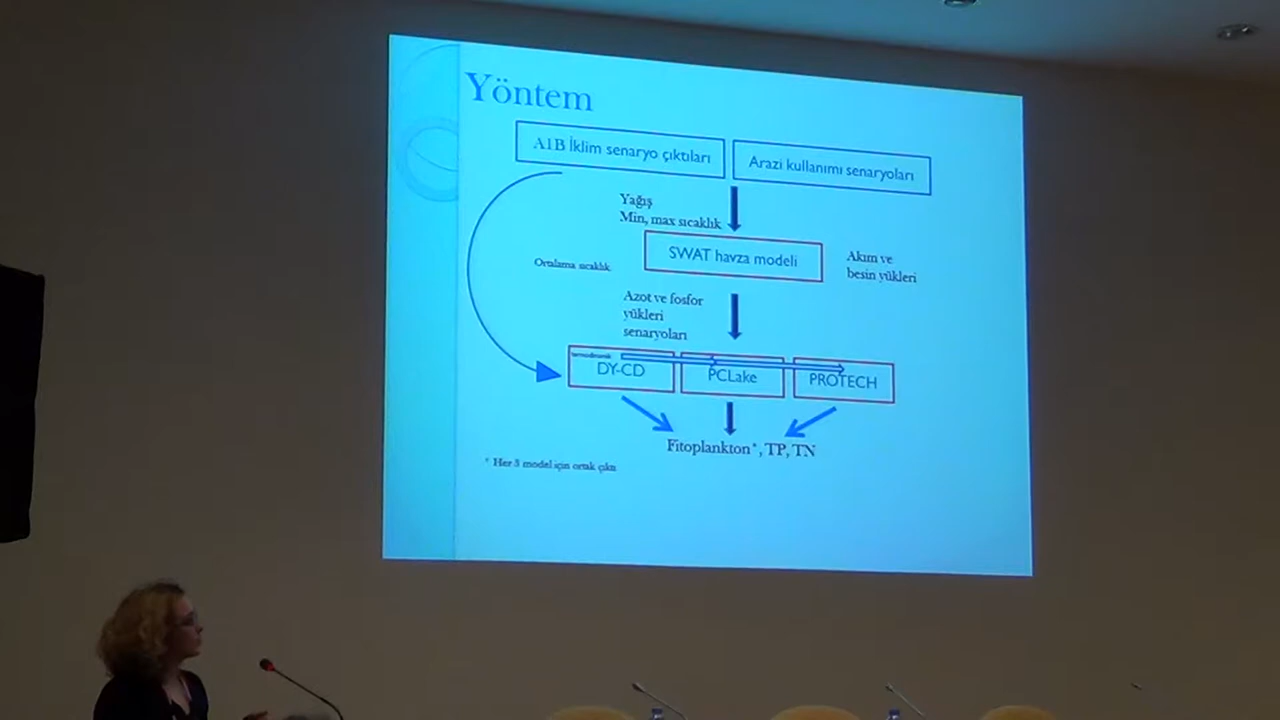 Yöntem
A1B İklim senaryo çıktıları
Arazi kullanımı senaryoları
Yağış
Min, max sıcaklık
SWAT havza modeli
Akım ve
besin yükleri
Ortalama sıcaklık
Azot ve fosfor
yükleri
senaryoları
termodinamik
DY-CD
PCLake
PROTECH
Fitoplankton*, TP, TN
* Her 3 model için ortak çıktı